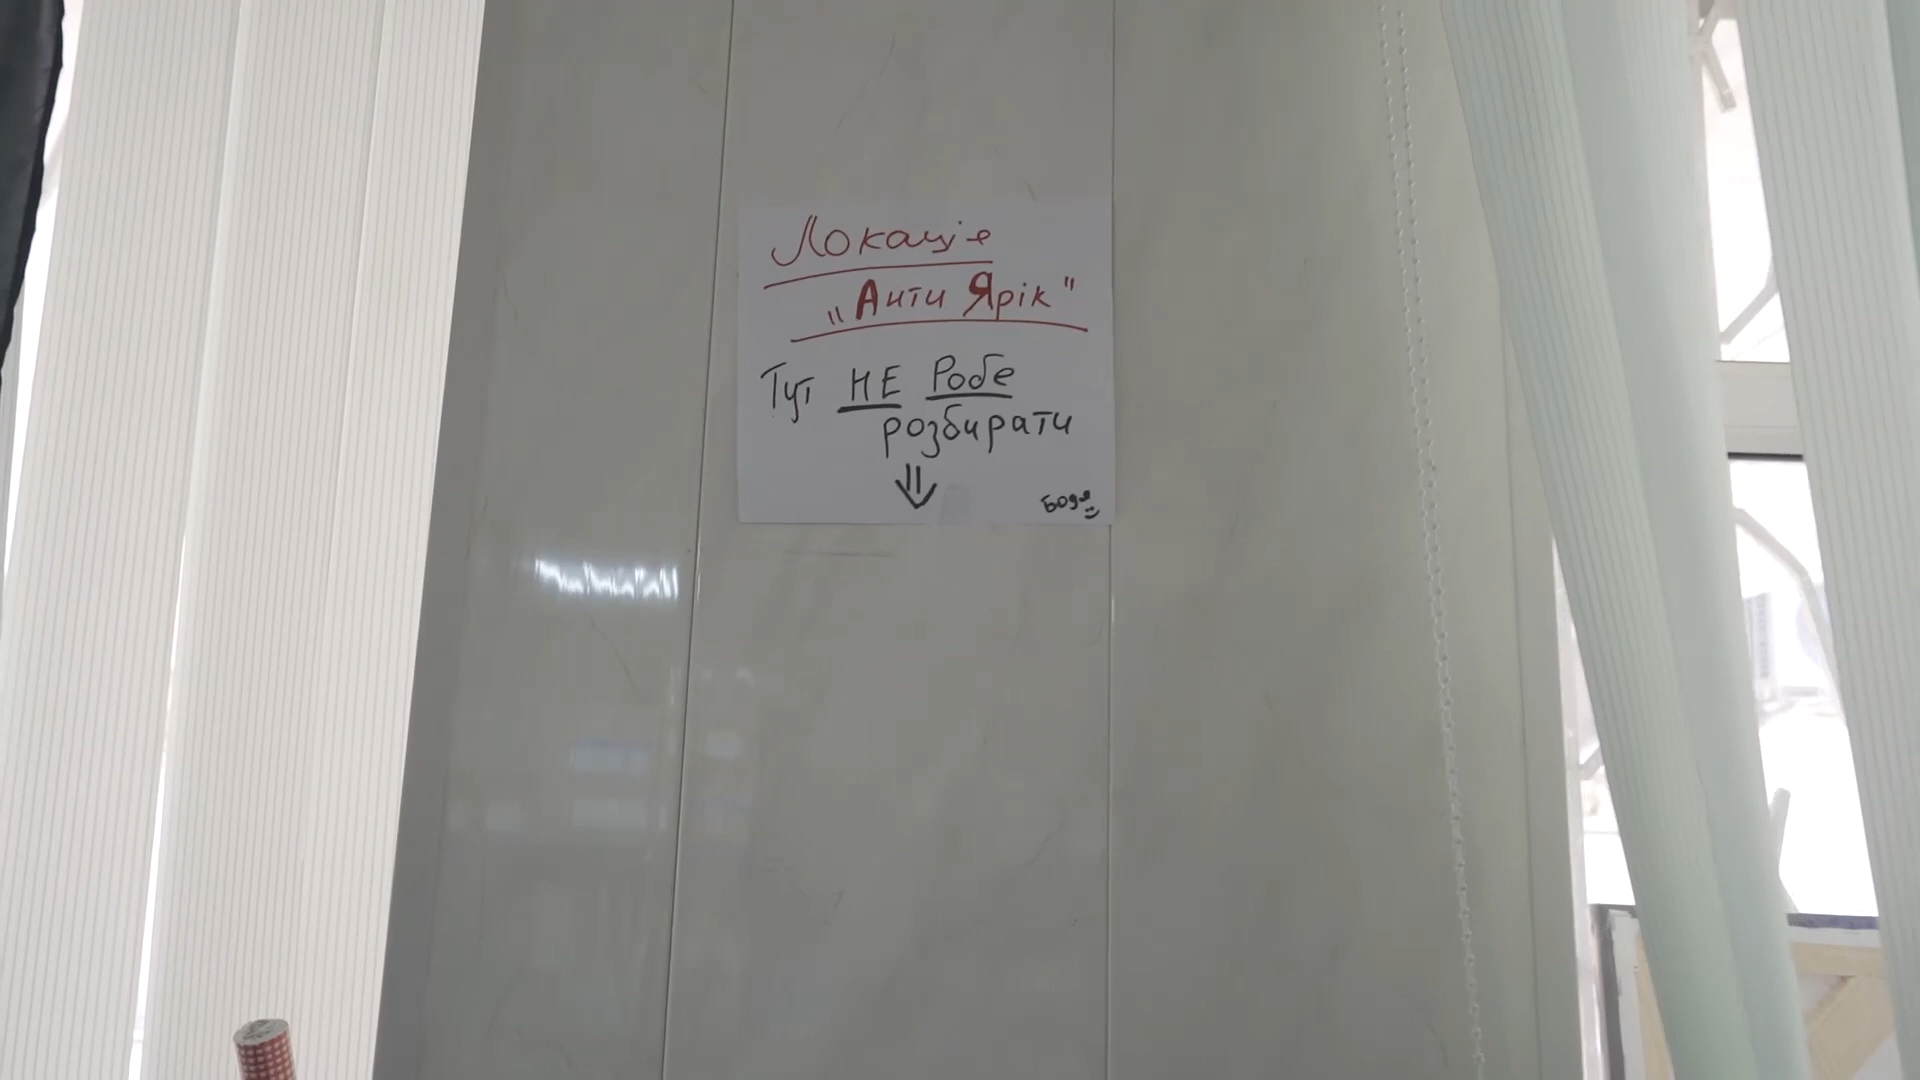 Локація
„Анти Ярік"
Тут НЕ Робе
розбирати
Бодя